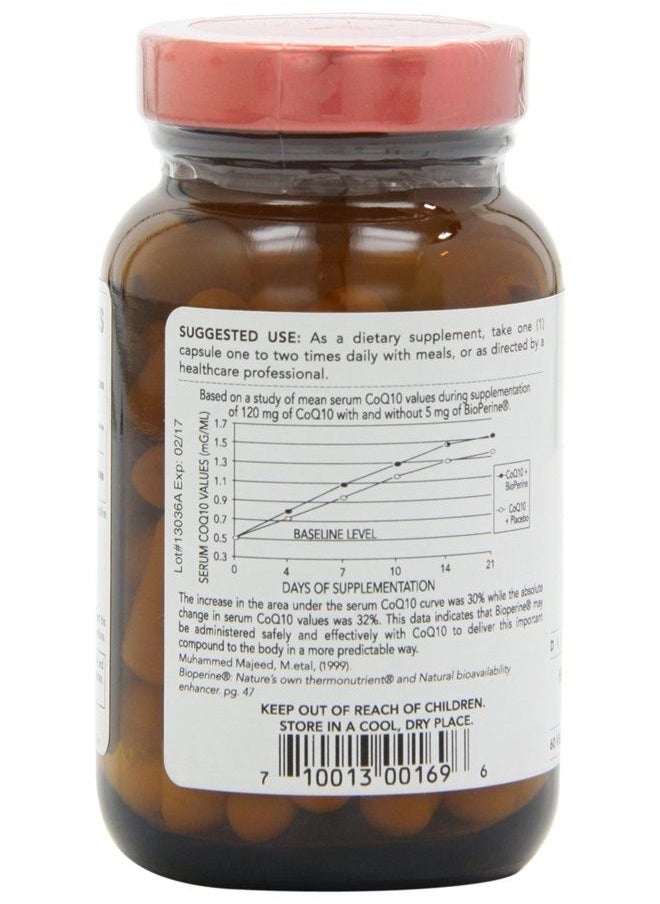 SUGGESTED USE: As a dietary supplement, take one (1)
capsule one to two times daily with meals, or as directed by a
healthcare professional.
Based on a study of mean serum CoQ10 values during supplementation
of 120 mg of CoQ10 with and without 5 mg of BioPerine®.
Lot#13036A Exp: 02/17
SERUM COQ10 VALUES (mG/ML)
1.7
1.5
1.3
1.1
0.9
0.7
0.5
0.3
CoQ10 +
BioPerine
CoQ10
+ Placebo
BASELINE LEVEL
0 4 7 10 14 21
DAYS OF SUPPLEMENTATION
The increase in the area under the serum CoQ10 curve was 30% while the absolute
change in serum CoQ10 values was 32%. This data indicates that Bioperine® may
be administered safely and effectively with CoQ10 to deliver this important
compound to the body in a more predictable way.
Muhammed Majeed, M.etal, (1999).
Bioperine®: Nature's own thermonutrient® and Natural bioavailability
enhancer. pg. 47
KEEP OUT OF REACH OF CHILDREN.
STORE IN A COOL, DRY PLACE.
7 10013 00169 6